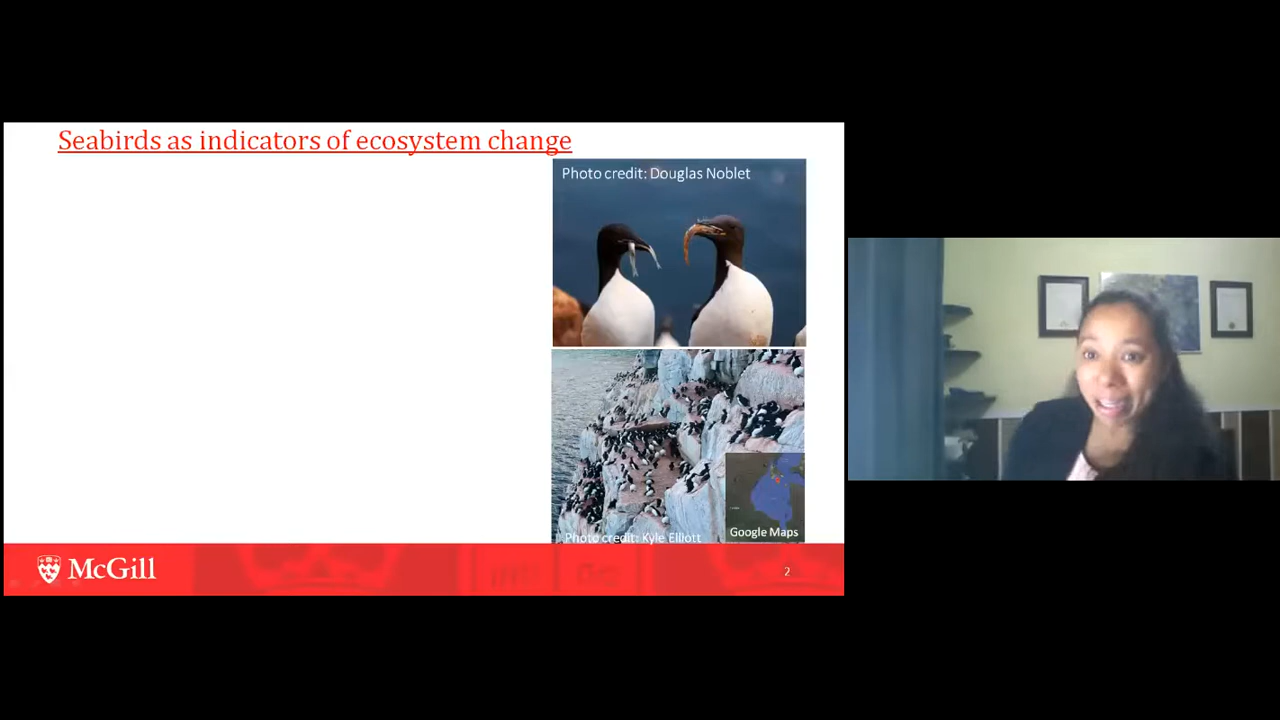 Seabirds as indicators of ecosystem change
Photo credit: Douglas Noblet
Photo credit: Kyle Elliott
Google Maps
McGill
2